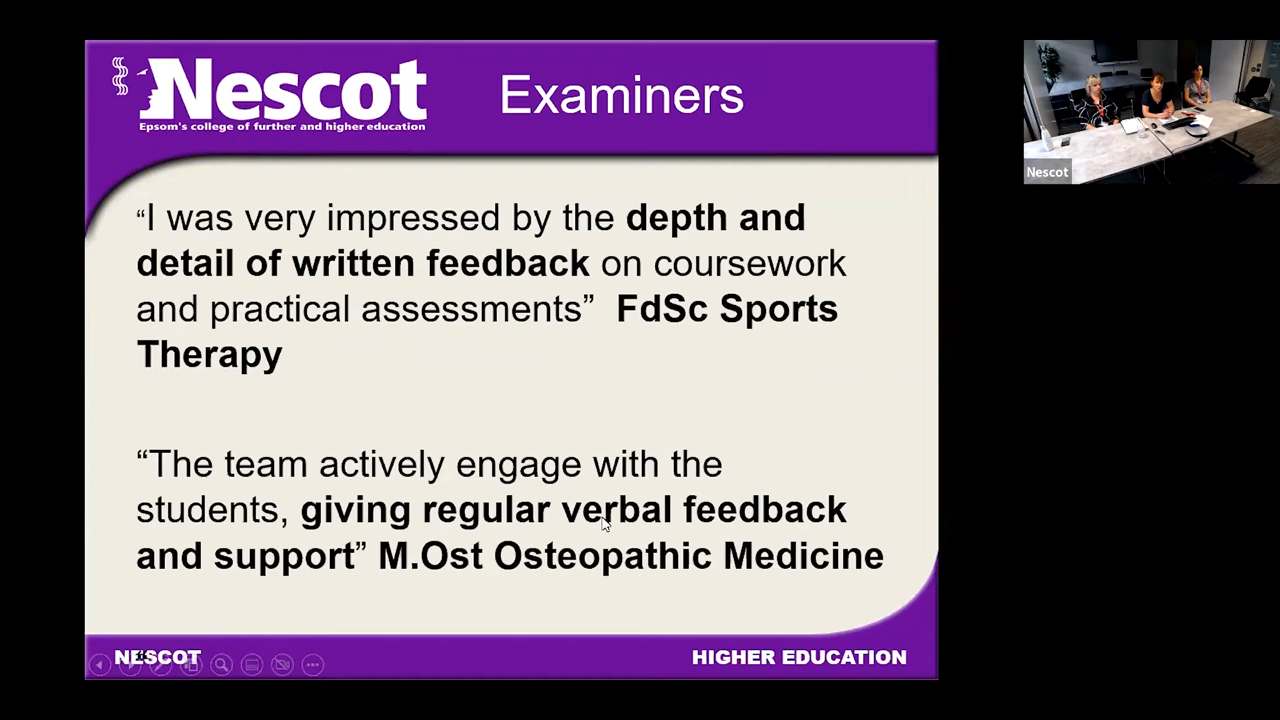 Nescot
Epsom's college of further and higher education
Examiners
“I was very impressed by the depth and
detail of written feedback on coursework
and practical assessments” FdSc Sports
Therapy
“The team actively engage with the
students, giving regular verbal feedback
and support” M.Ost Osteopathic Medicine
NESCOT
HIGHER EDUCATION
Nescot